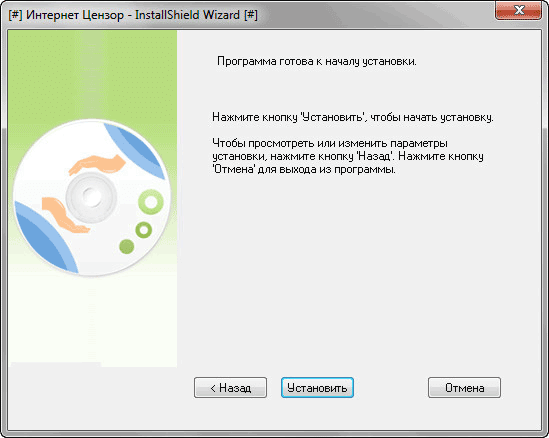 [#] Интернет Цензор - InstallShield Wizard [#]
Программа готова к началу установки.
Нажмите кнопку 'Установить', чтобы начать установку.
Чтобы просмотреть или изменить параметры
установки, нажмите кнопку 'Назад'. Нажмите кнопку
'Отмена' для выхода из программы.
< Назад
Установить
Отмена